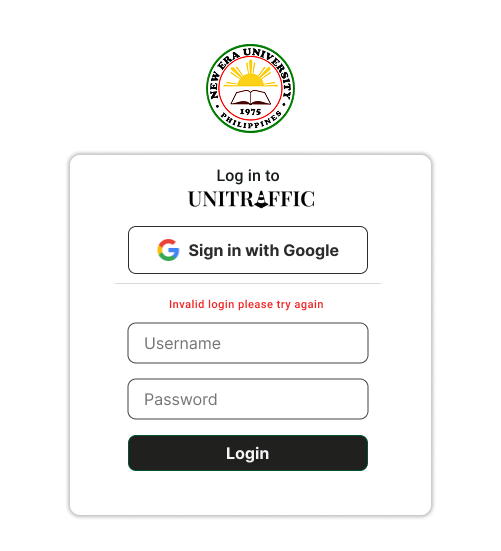 NEW ERA UNIVERSITY
1975
PHILIPPINES
Log in to
UNITRAFFIC
Sign in with Google
Invalid login please try again
Username
Password
Login